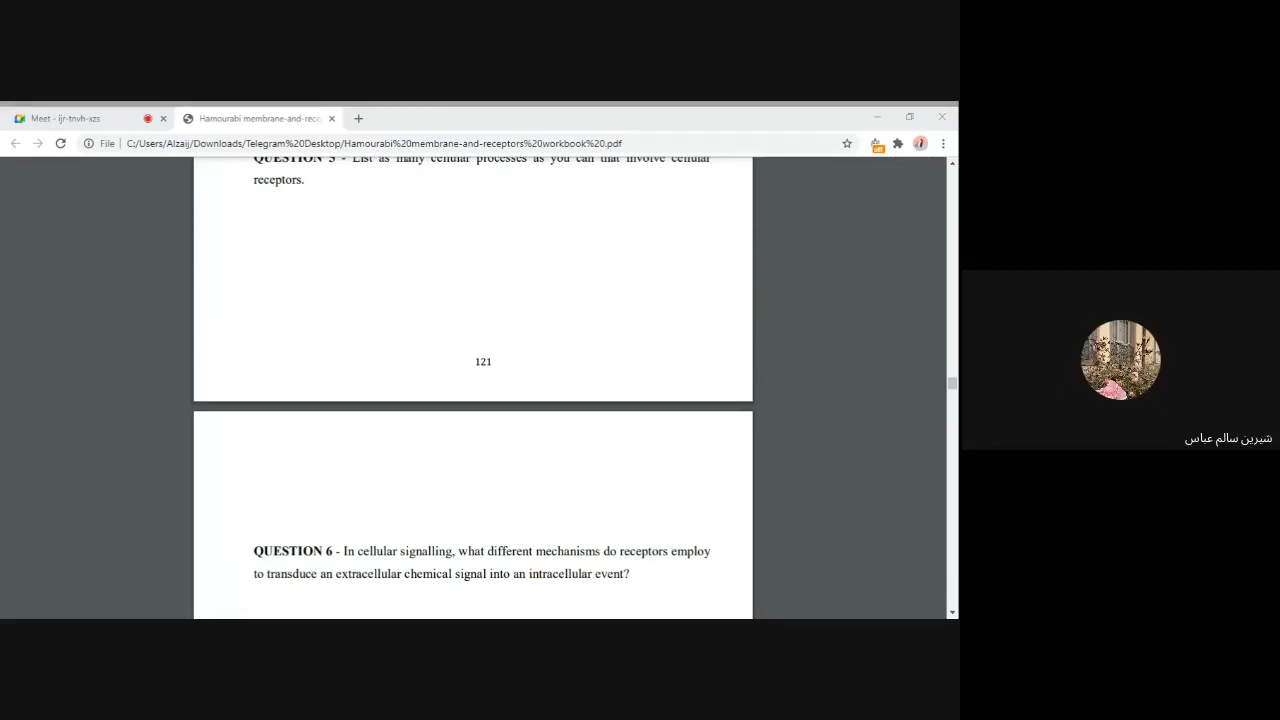 Meet - ijr-tnvh-xzs
Hamourabi membrane-and-rece
File
C:/Users/Alzaij/Downloads/Telegram%20Desktop/Hamourabi%20membrane-and-receptors%20workbook%20.pdf
QUESTION 5 - List as many cellular processes as you can that involve cellular
receptors.
121
شيرين سالم عباس
QUESTION 6 - In cellular signalling, what different mechanisms do receptors employ
to transduce an extracellular chemical signal into an intracellular event?